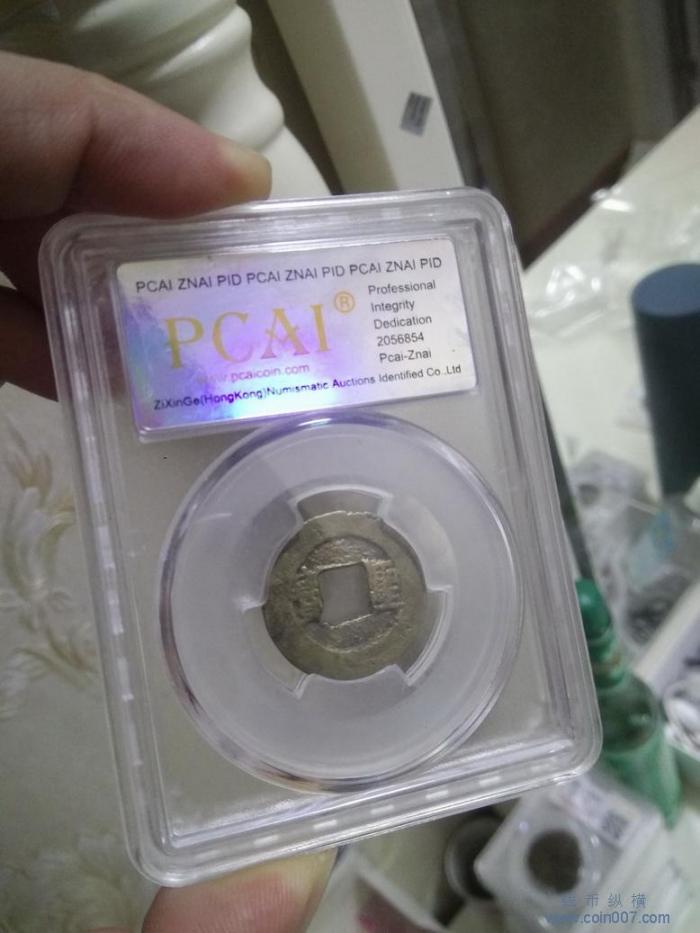 PCAI ZNAI PID PCAI ZNAI PID PCAI ZNAI PID
PCAI®
Professional
Integrity
Dedication
2056854
Pcai-Znai
www.pcaicoin.com
ZiXinGe(HongKong)Numismatic Auctions Identified Co.,Ltd
币纵横
www.coin007.com